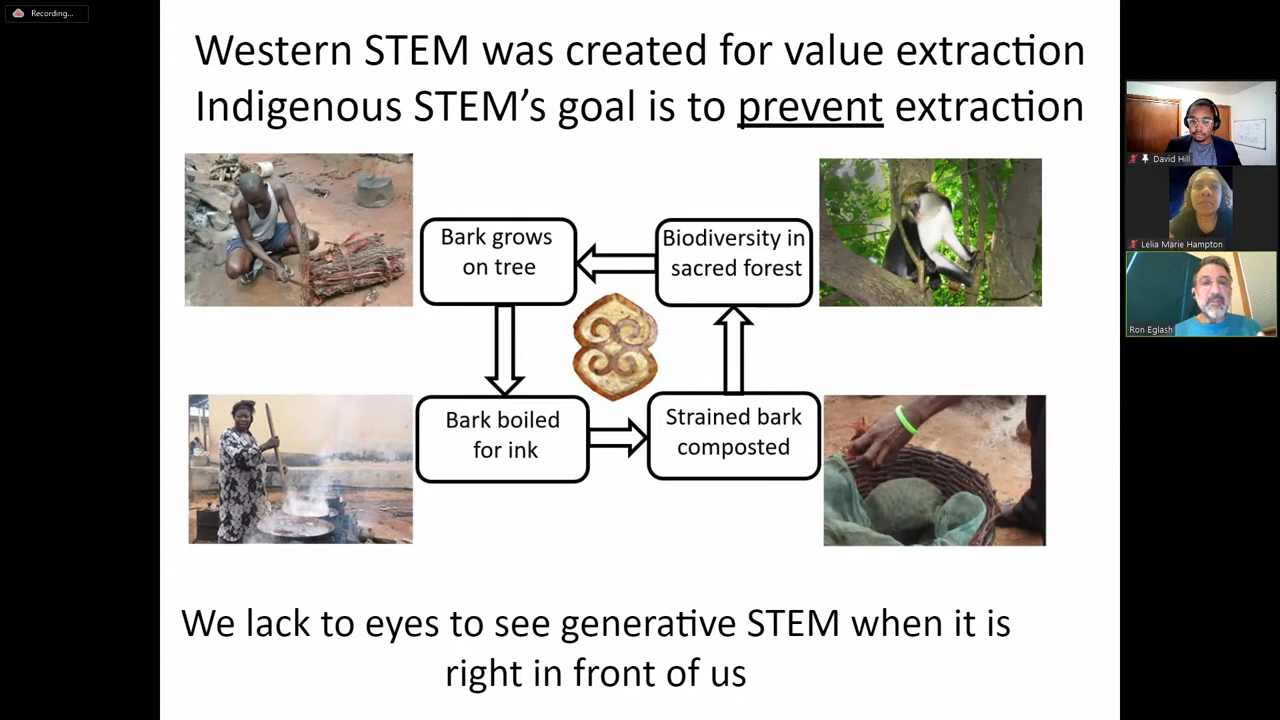 Recording...
Western STEM was created for value extraction
Indigenous STEM's goal is to prevent extraction
Bark grows
on tree
Biodiversity in
sacred forest
Bark boiled
for ink
Strained bark
composted
We lack to eyes to see generative STEM when it is
right in front of us
David Hill
Lelia Marie Hampton
Ron Eglash